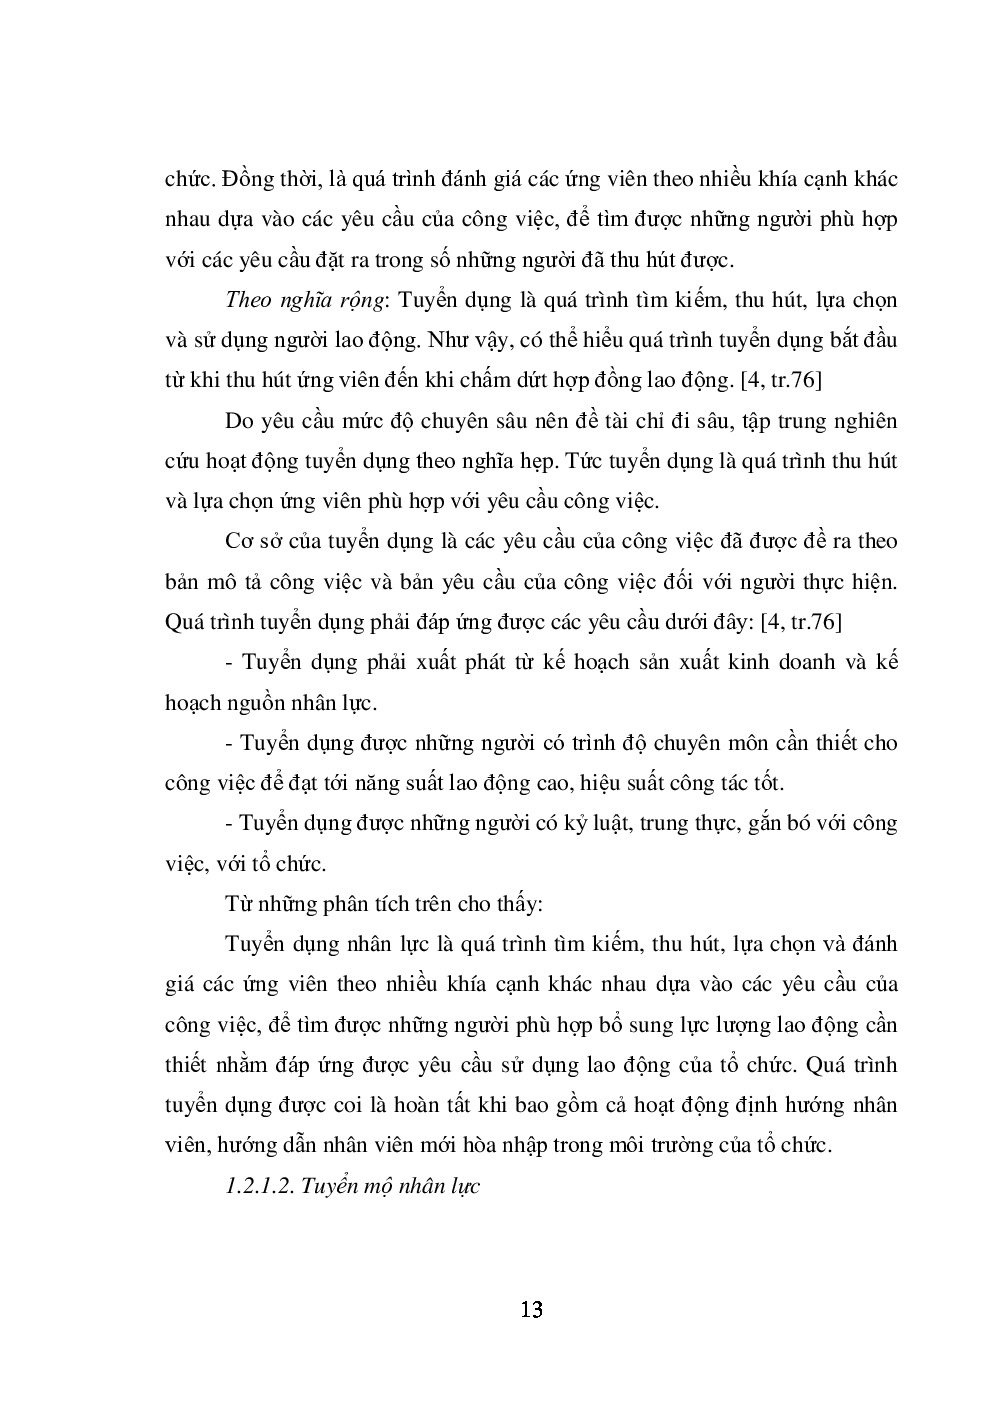 chức. Đồng thời, là quá trình đánh giá các ứng viên theo nhiều khía cạnh khác
nhau dựa vào các yêu cầu của công việc, để tìm được những người phù hợp
với các yêu cầu đặt ra trong số những người đã thu hút được.
Theo nghĩa rộng: Tuyển dụng là quá trình tìm kiếm, thu hút, lựa chọn
và sử dụng người lao động. Như vậy, có thể hiểu quá trình tuyển dụng bắt đầu
từ khi thu hút ứng viên đến khi chấm dứt hợp đồng lao động. [4, tr.76]
Do yêu cầu mức độ chuyên sâu nên đề tài chỉ đi sâu, tập trung nghiên
cứu hoạt động tuyển dụng theo nghĩa hẹp. Tức tuyển dụng là quá trình thu hút
và lựa chọn ứng viên phù hợp với yêu cầu công việc.
Cơ sở của tuyển dụng là các yêu cầu của công việc đã được đề ra theo
bản mô tả công việc và bản yêu cầu của công việc đối với người thực hiện.
Quá trình tuyển dụng phải đáp ứng được các yêu cầu dưới đây: [4, tr.76]
- Tuyển dụng phải xuất phát từ kế hoạch sản xuất kinh doanh và kế
hoạch nguồn nhân lực.
- Tuyển dụng được những người có trình độ chuyên môn cần thiết cho
công việc để đạt tới năng suất lao động cao, hiệu suất công tác tốt.
- Tuyển dụng được những người có kỷ luật, trung thực, gắn bó với công
việc, với tổ chức.
Từ những phân tích trên cho thấy:
Tuyển dụng nhân lực là quá trình tìm kiếm, thu hút, lựa chọn và đánh
giá các ứng viên theo nhiều khía cạnh khác nhau dựa vào các yêu cầu của
công việc, để tìm được những người phù hợp bổ sung lực lượng lao động cần
thiết nhằm đáp ứng được yêu cầu sử dụng lao động của tổ chức. Quá trình
tuyển dụng được coi là hoàn tất khi bao gồm cả hoạt động định hướng nhân
viên, hướng dẫn nhân viên mới hòa nhập trong môi trường của tổ chức.
1.2.1.2. Tuyển mộ nhân lực
13